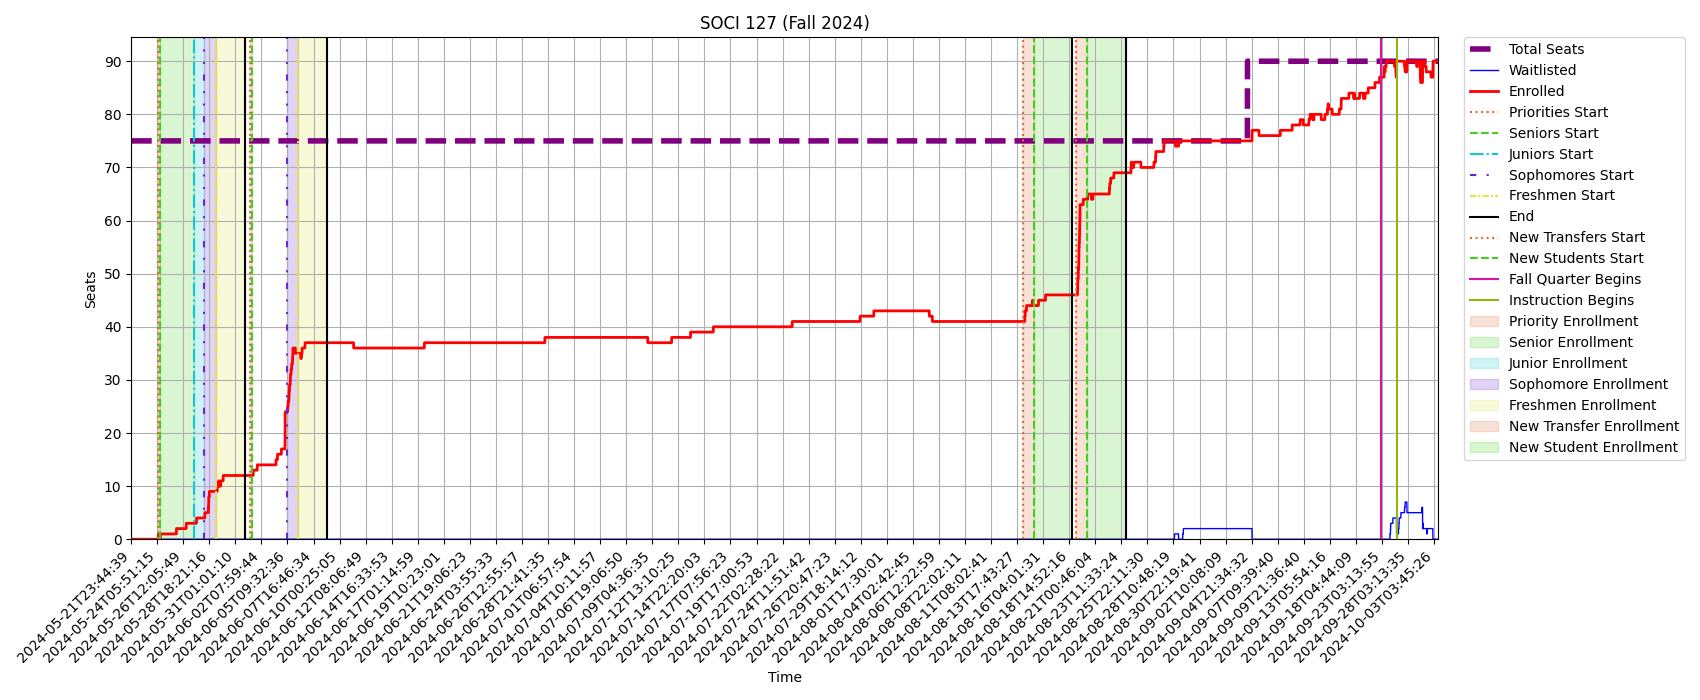 SOCI 127 (Fall 2024)
Seats
90
80
70
60
50
40
30
20
10
0
2024-05-21T23:44:39
2024-05-24T05:51:15
2024-05-26T12:05:49
2024-05-28T18:21:16
2024-05-31T01:01:10
2024-06-02T07:59:44
2024-06-05T09:32:36
2024-06-07T16:46:34
2024-06-10T00:25:05
2024-06-12T08:06:49
2024-06-14T16:33:53
2024-06-17T01:14:59
2024-06-19T10:23:01
2024-06-21T19:06:23
2024-06-24T03:55:33
2024-06-26T12:55:57
2024-06-28T21:41:35
2024-07-01T06:57:54
2024-07-04T10:11:57
2024-07-06T19:06:50
2024-07-09T04:36:35
2024-07-12T13:10:25
2024-07-14T22:20:03
2024-07-17T07:56:23
2024-07-19T17:00:53
2024-07-22T02:28:22
2024-07-24T11:51:42
2024-07-26T20:47:23
2024-07-29T18:14:12
2024-08-01T17:30:01
2024-08-04T02:42:45
2024-08-06T12:22:59
2024-08-08T22:02:11
2024-08-11T08:02:41
2024-08-13T17:43:27
2024-08-16T04:01:31
2024-08-18T14:52:16
2024-08-21T00:46:04
2024-08-23T11:33:24
2024-08-25T22:11:30
2024-08-28T10:48:19
2024-08-30T22:19:41
2024-09-02T10:08:09
2024-09-04T21:34:32
2024-09-07T09:39:40
2024-09-09T21:36:40
2024-09-13T05:54:16
2024-09-18T04:44:09
2024-09-23T03:13:55
2024-09-28T03:13:35
2024-10-03T03:45:26
Time
Total Seats
Waitlisted
Enrolled
Priorities Start
Seniors Start
Juniors Start
Sophomores Start
Freshmen Start
End
New Transfers Start
New Students Start
Fall Quarter Begins
Instruction Begins
Priority Enrollment
Senior Enrollment
Junior Enrollment
Sophomore Enrollment
Freshmen Enrollment
New Transfer Enrollment
New Student Enrollment